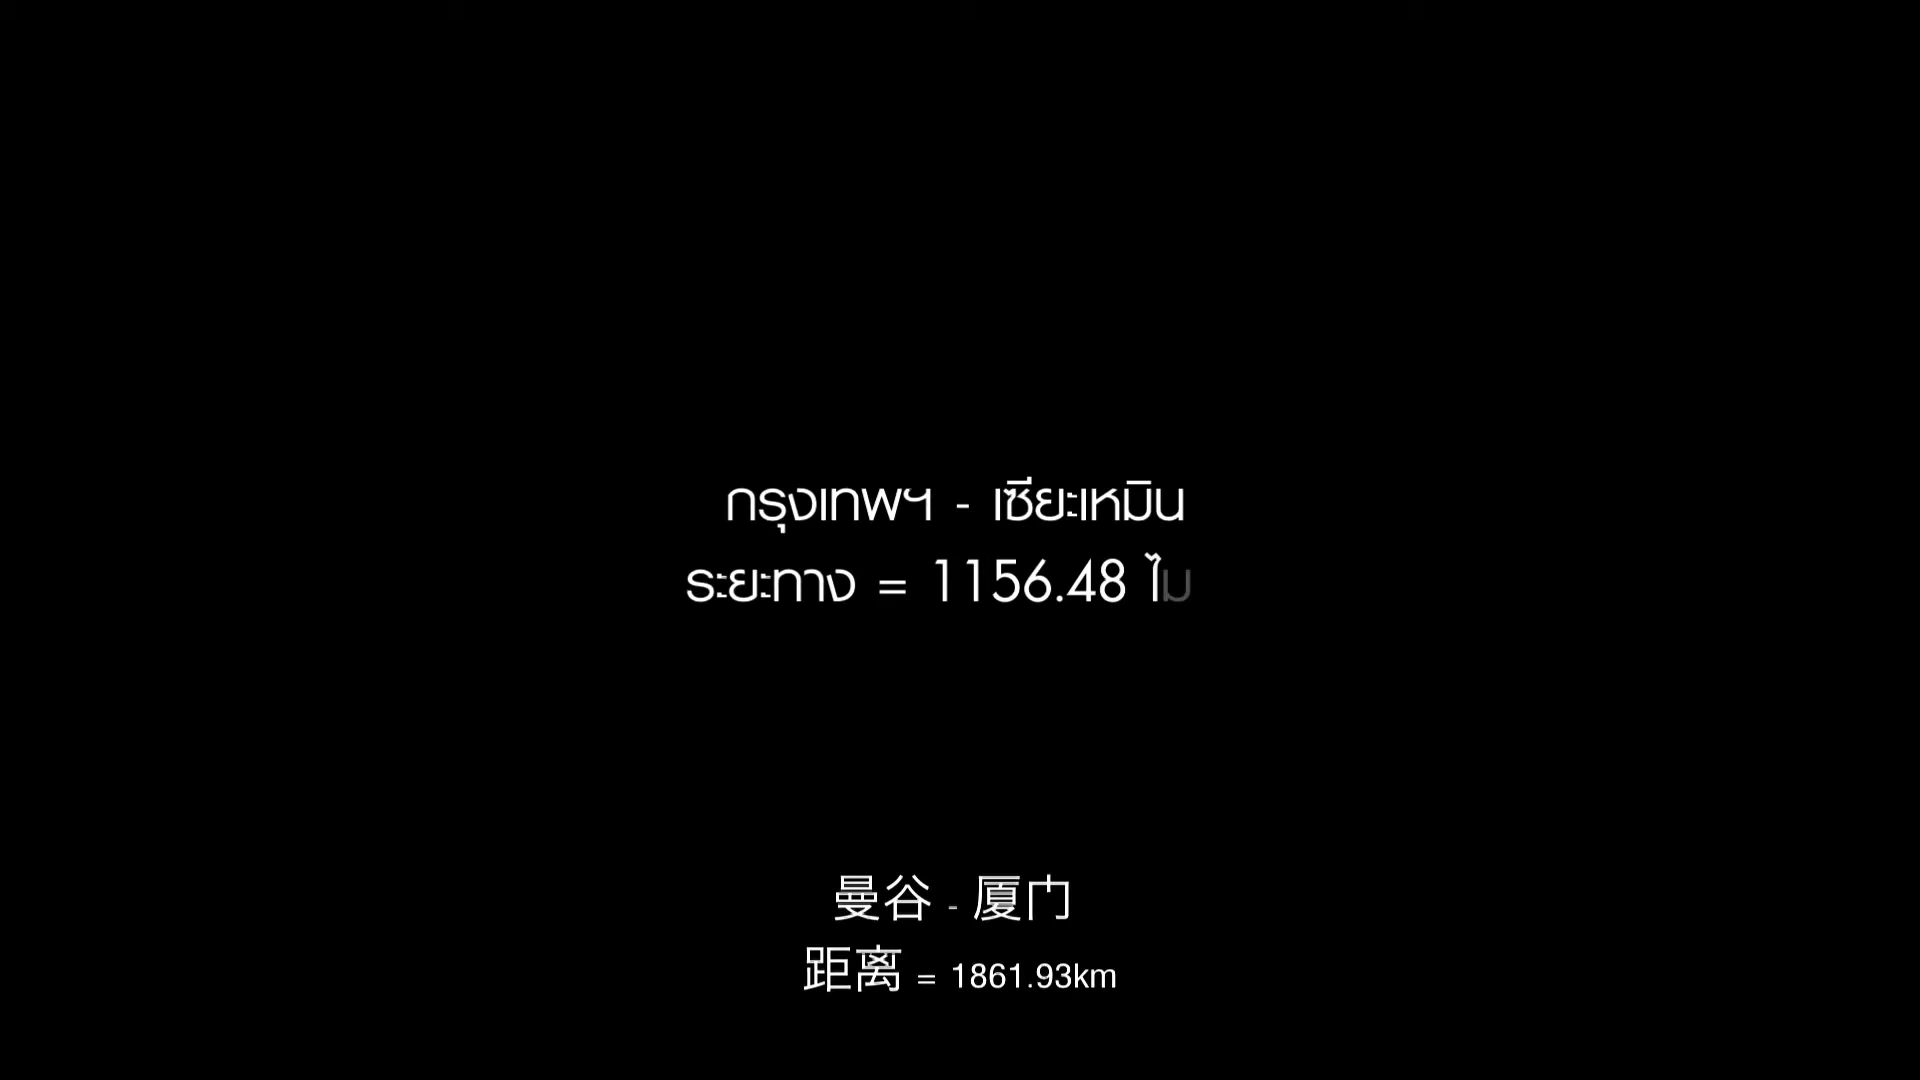 กรุงเทพฯ - เซียะเหมิน
ระยะทาง = 1156.48 ไม
曼谷 - 厦门
距离 = 1861.93km